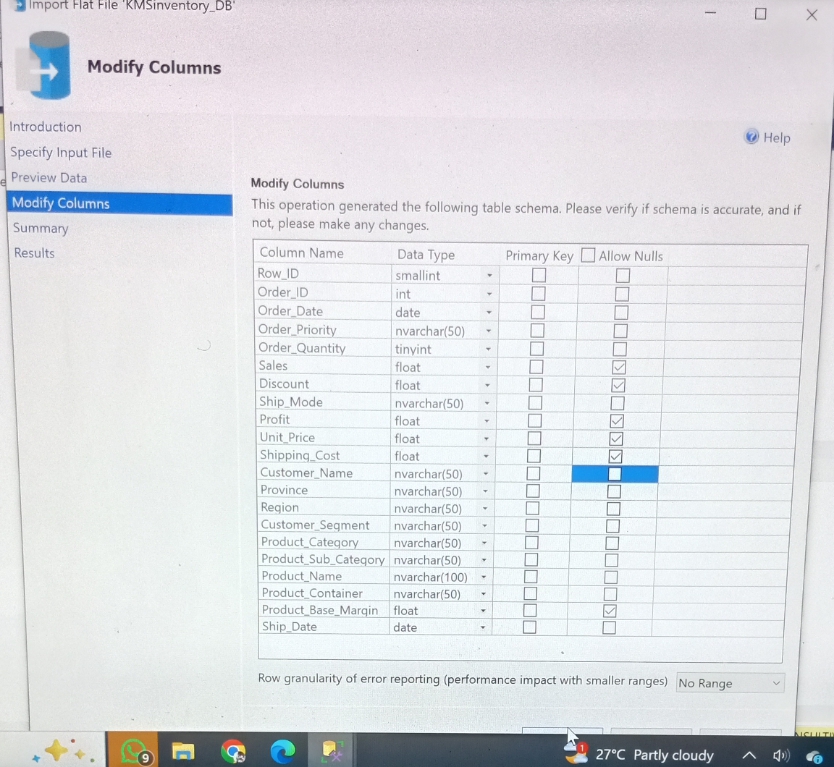 Import Flat File 'KMSinventory_DB'
Modify Columns
Introduction
Specify Input File
Preview Data
Modify Columns
Summary
Results
Help
Modify Columns
This operation generated the following table schema. Please verify if schema is accurate, and if
not, please make any changes.
Column Name Data Type Primary Key Allow Nulls
Row_ID smallint
Order_ID int
Order_Date date
Order_Priority nvarchar(50)
Order_Quantity tinyint
Sales float
Discount float
Ship_Mode nvarchar(50)
Profit float
Unit_Price float
Shipping_Cost float
Customer_Name nvarchar(50)
Province nvarchar(50)
Region nvarchar(50)
Customer_Segment nvarchar(50)
Product_Category nvarchar(50)
Product_Sub_Category nvarchar(50)
Product_Name nvarchar(100)
Product_Container nvarchar(50)
Product_Base_Margin float
Ship_Date date
Row granularity of error reporting (performance impact with smaller ranges) No Range
9
1
27°C Partly cloudy